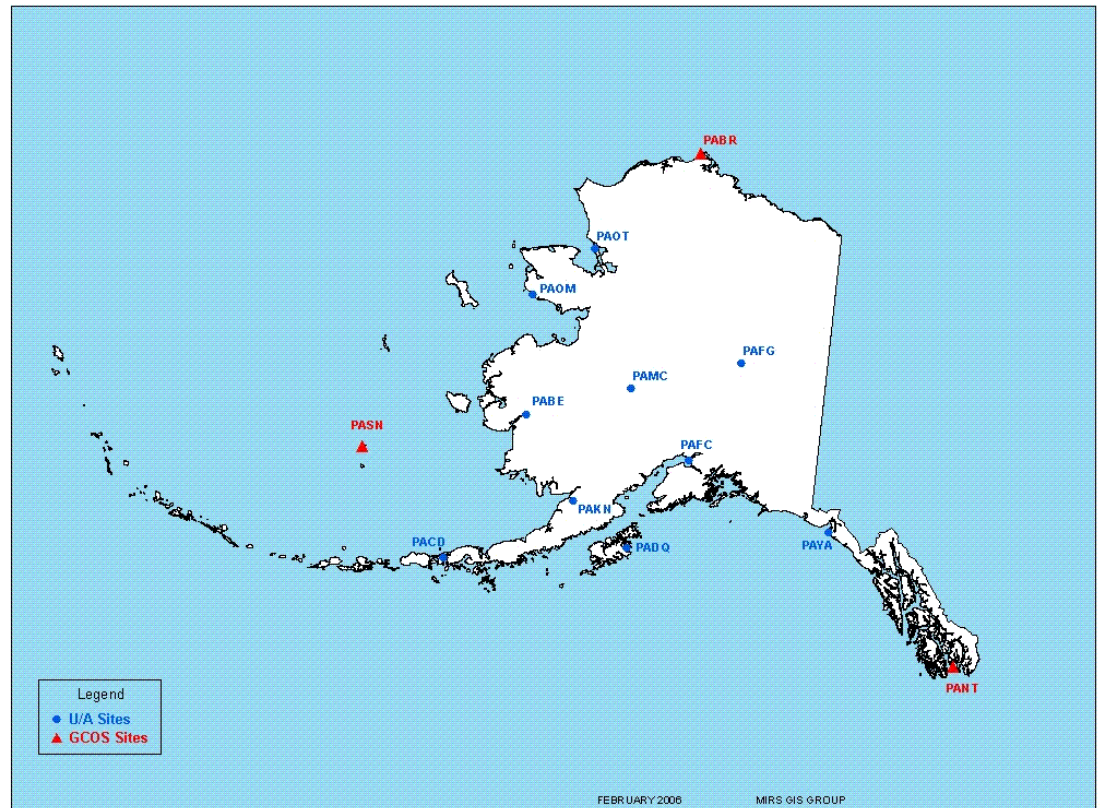 PABR
PAOT
PAOM
PAFG
PAMC
PABE
PASN
PAFC
PAKN
PACD
PADQ
PAYA
PANT
Legend
U/A Sites
GCOS Sites
FEBRUARY 2006 MIRS GIS GROUP